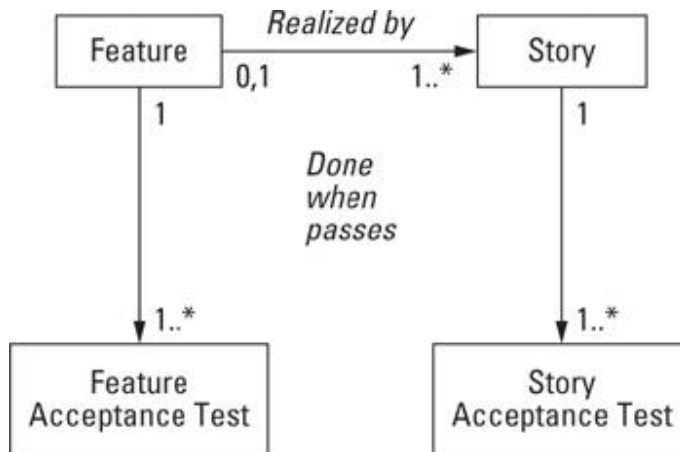 Feature
Realized by
Story
0,1
1..*
1
1
Done
when
passes
1..*
1..*
Feature
Acceptance Test
Story
Acceptance Test